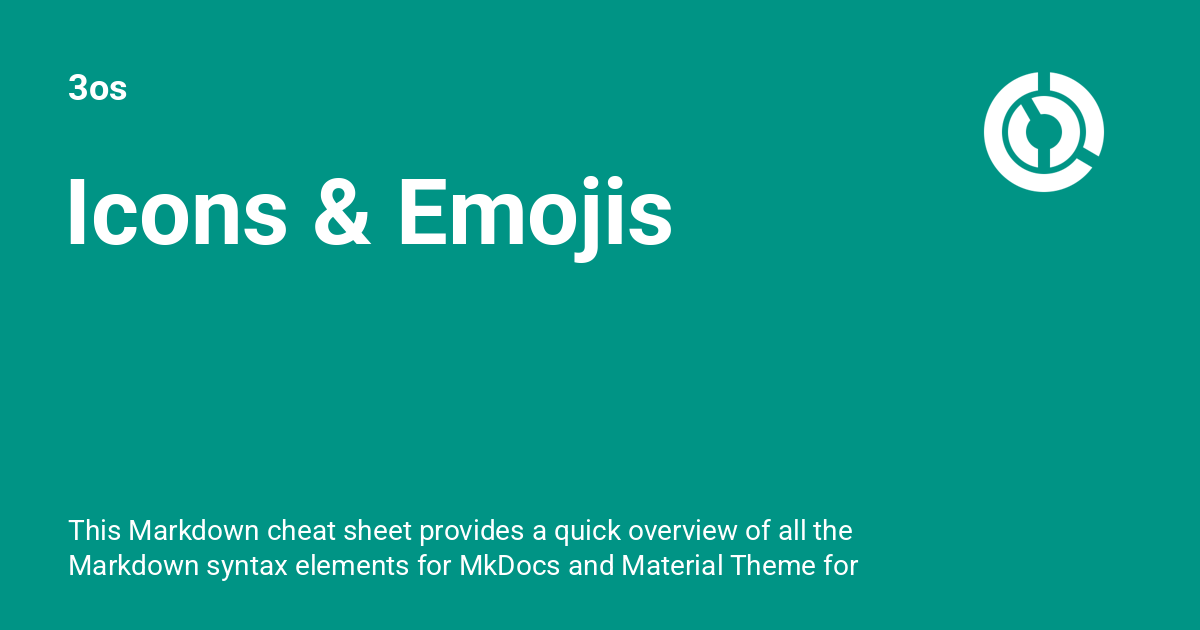 3os
Icons & Emojis
This Markdown cheat sheet provides a quick overview of all the
Markdown syntax elements for MkDocs and Material Theme for